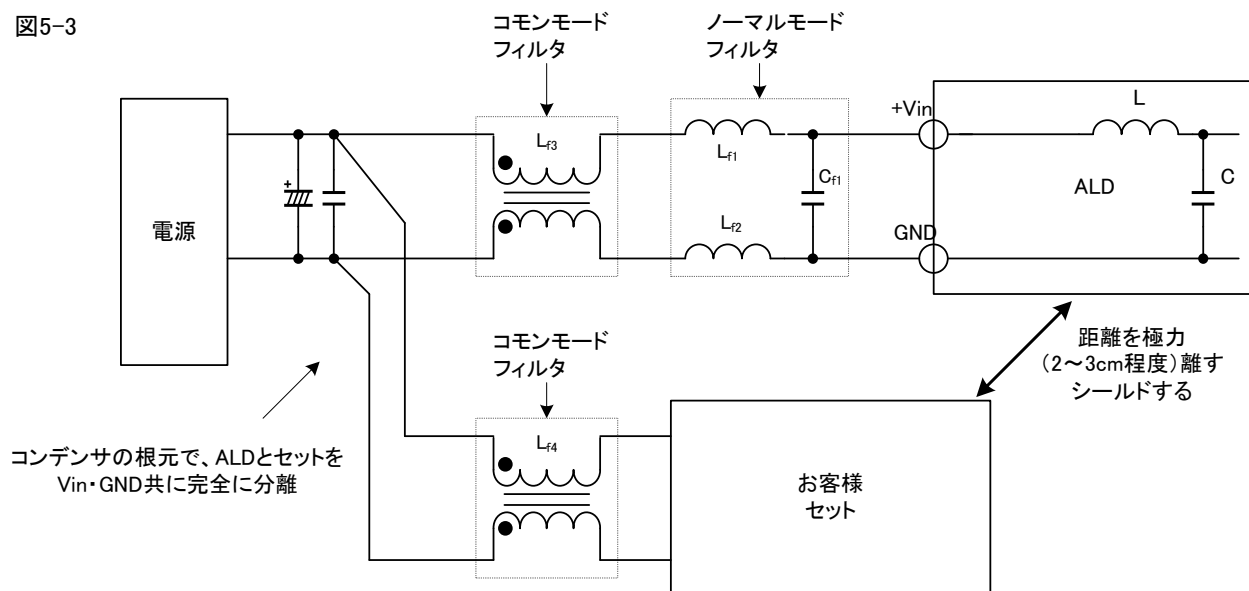 図5-3
コモンモード
フィルタ
ノーマルモード
フィルタ
電源
+
Lf3
Lf1
Cf1
Lf2
+Vin
GND
L
ALD
C
距離を極力
(2～3cm程度)離す
シールドする
コモンモード
フィルタ
Lf4
コンデンサの根元で、ALDとセットを
Vin・GND共に完全に分離
お客様
セット